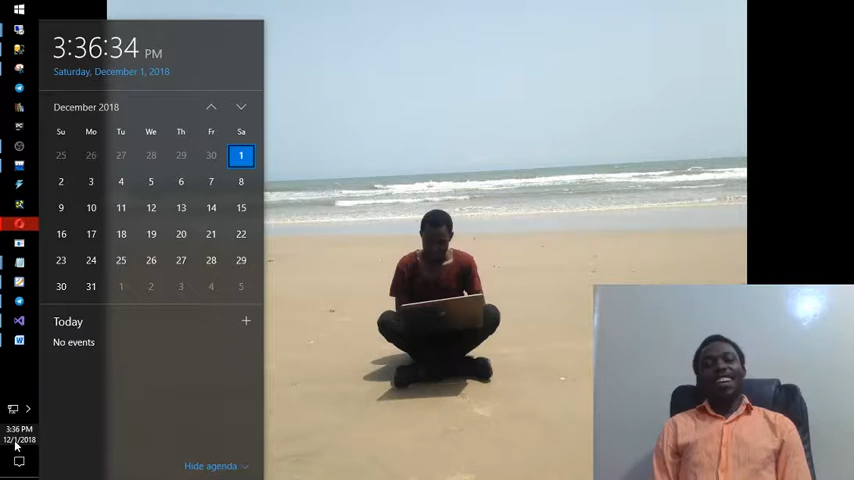 3:36:34 PM
Saturday, December 1, 2018
December 2018
Su Mo Tu We Th Fr Sa
25 26 27 28 29 30 1
2 3 4 5 6 7 8
9 10 11 12 13 14 15
16 17 18 19 20 21 22
23 24 25 26 27 28 29
30 31 1 2 3 4 5
Today
No events
Hide agenda
3:36 PM
12/1/2018